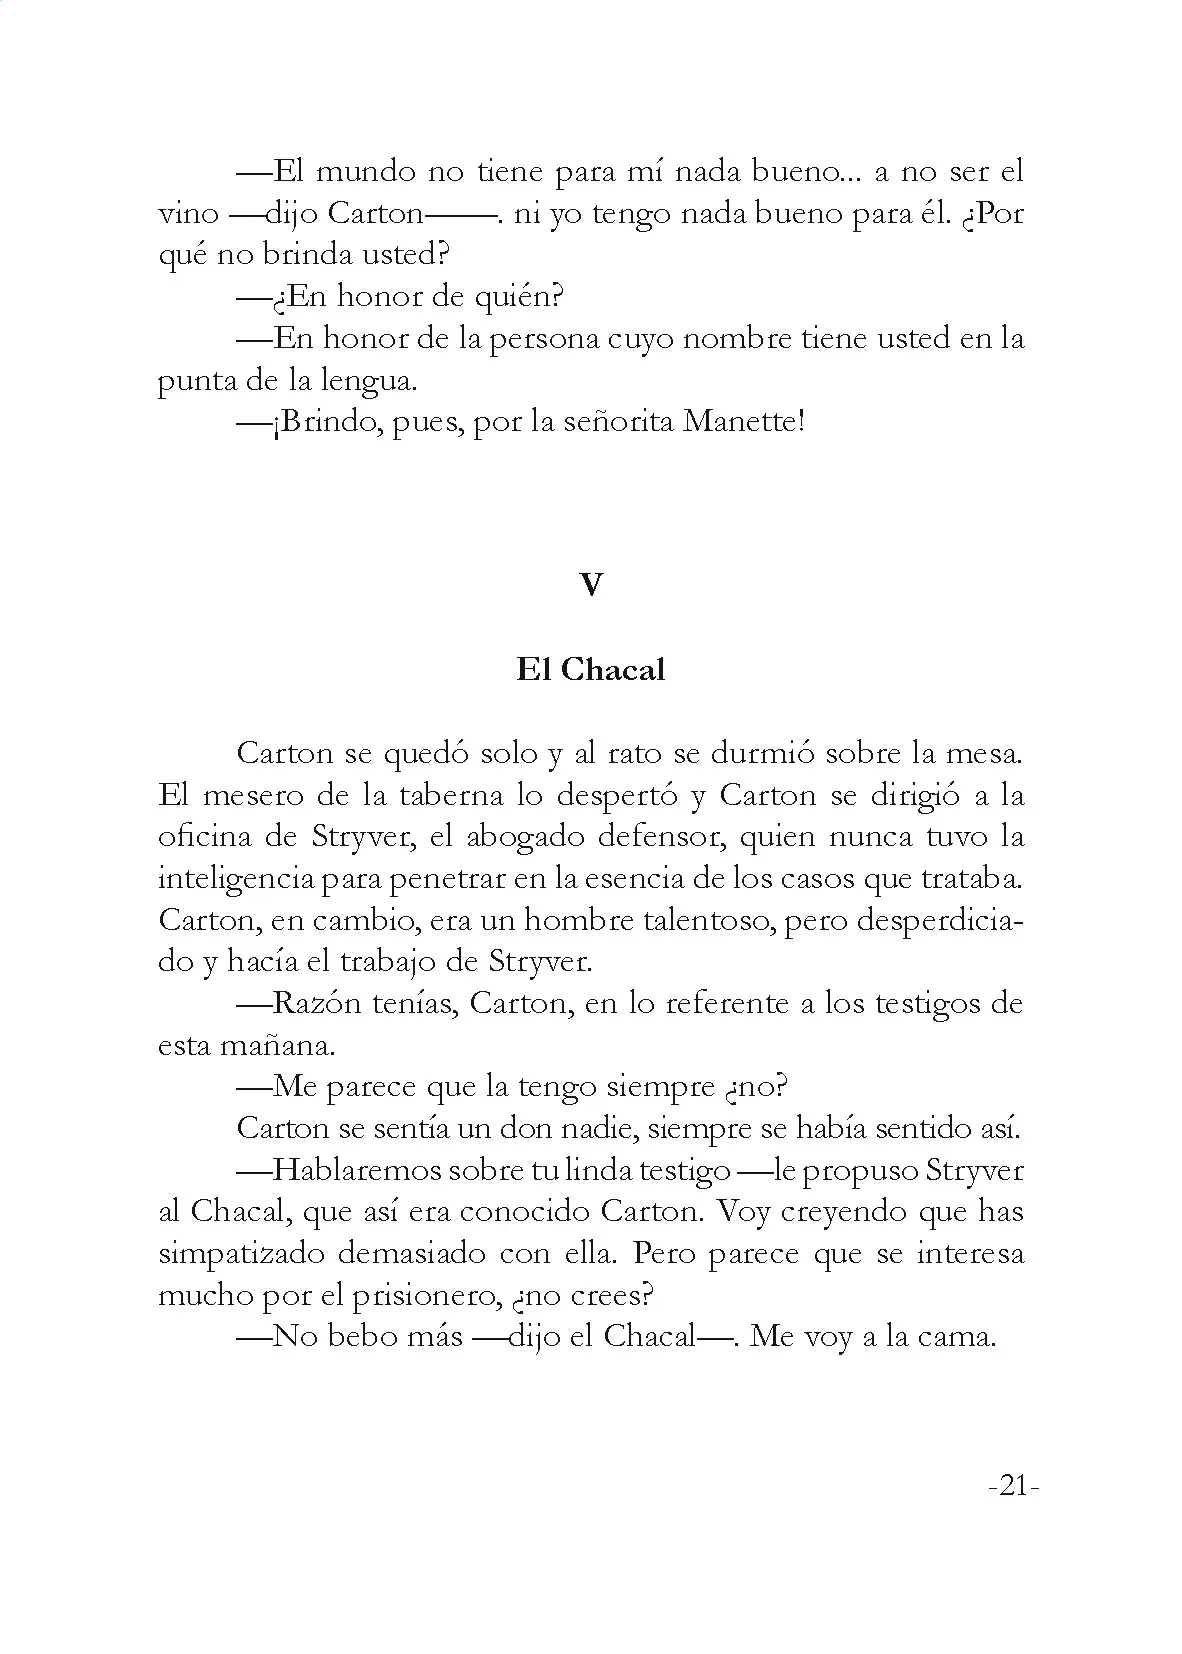 —El mundo no tiene para mí nada bueno... a no ser el
vino —dijo Carton——. ni yo tengo nada bueno para él. ¿Por
qué no brinda usted?
—¿En honor de quién?
—En honor de la persona cuyo nombre tiene usted en la
punta de la lengua.
—¡Brindo, pues, por la señorita Manette!
V
El Chacal
Carton se quedó solo y al rato se durmió sobre la mesa.
El mesero de la taberna lo despertó y Carton se dirigió a la
oficina de Stryver, el abogado defensor, quien nunca tuvo la
inteligencia para penetrar en la esencia de los casos que trataba.
Carton, en cambio, era un hombre talentoso, pero desperdicia-
do y hacía el trabajo de Stryver.
—Razón tenías, Carton, en lo referente a los testigos de
esta mañana.
—Me parece que la tengo siempre ¿no?
Carton se sentía un don nadie, siempre se había sentido así.
—Hablaremos sobre tu linda testigo —le propuso Stryver
al Chacal, que así era conocido Carton. Voy creyendo que has
simpatizado demasiado con ella. Pero parece que se interesa
mucho por el prisionero, ¿no crees?
—No bebo más —dijo el Chacal—. Me voy a la cama.
-21-